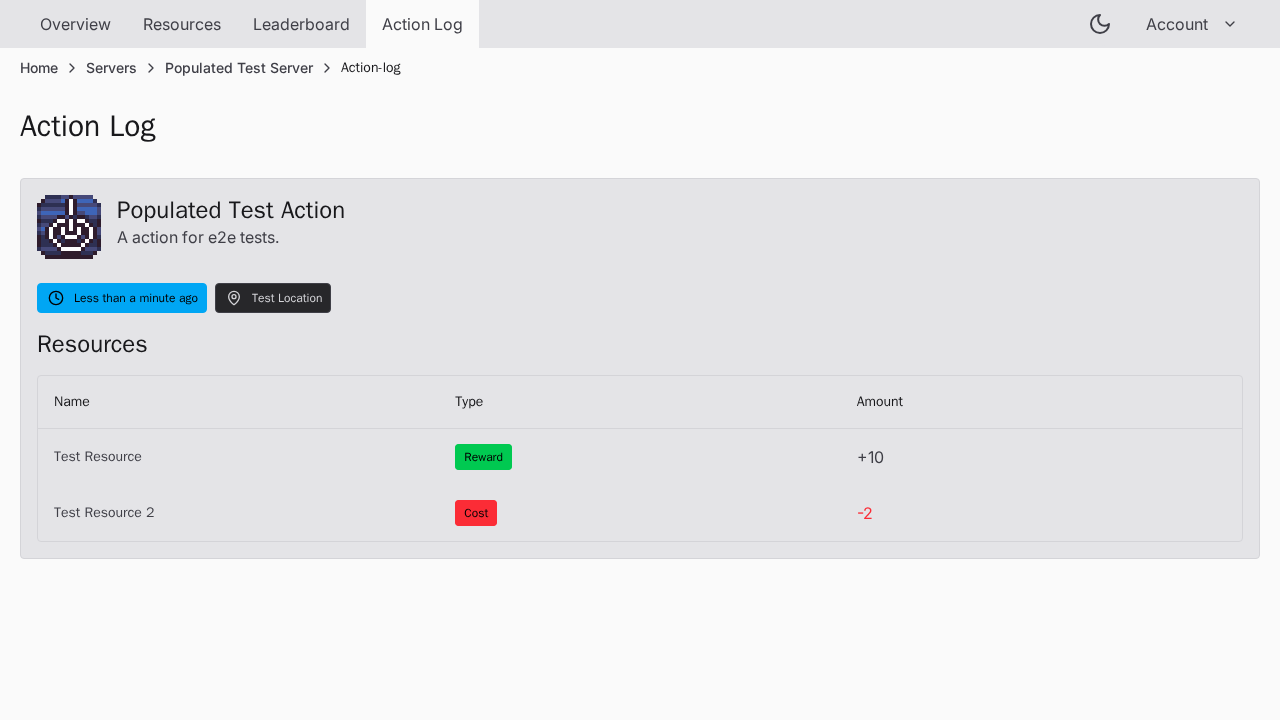 Overview Resources Leaderboard Action Log Account
Home Servers Populated Test Server Action-log
Action Log
Populated Test Action
A action for e2e tests.
Less than a minute ago Test Location
Resources
Name Type Amount
Test Resource Reward +10
Test Resource 2 Cost -2